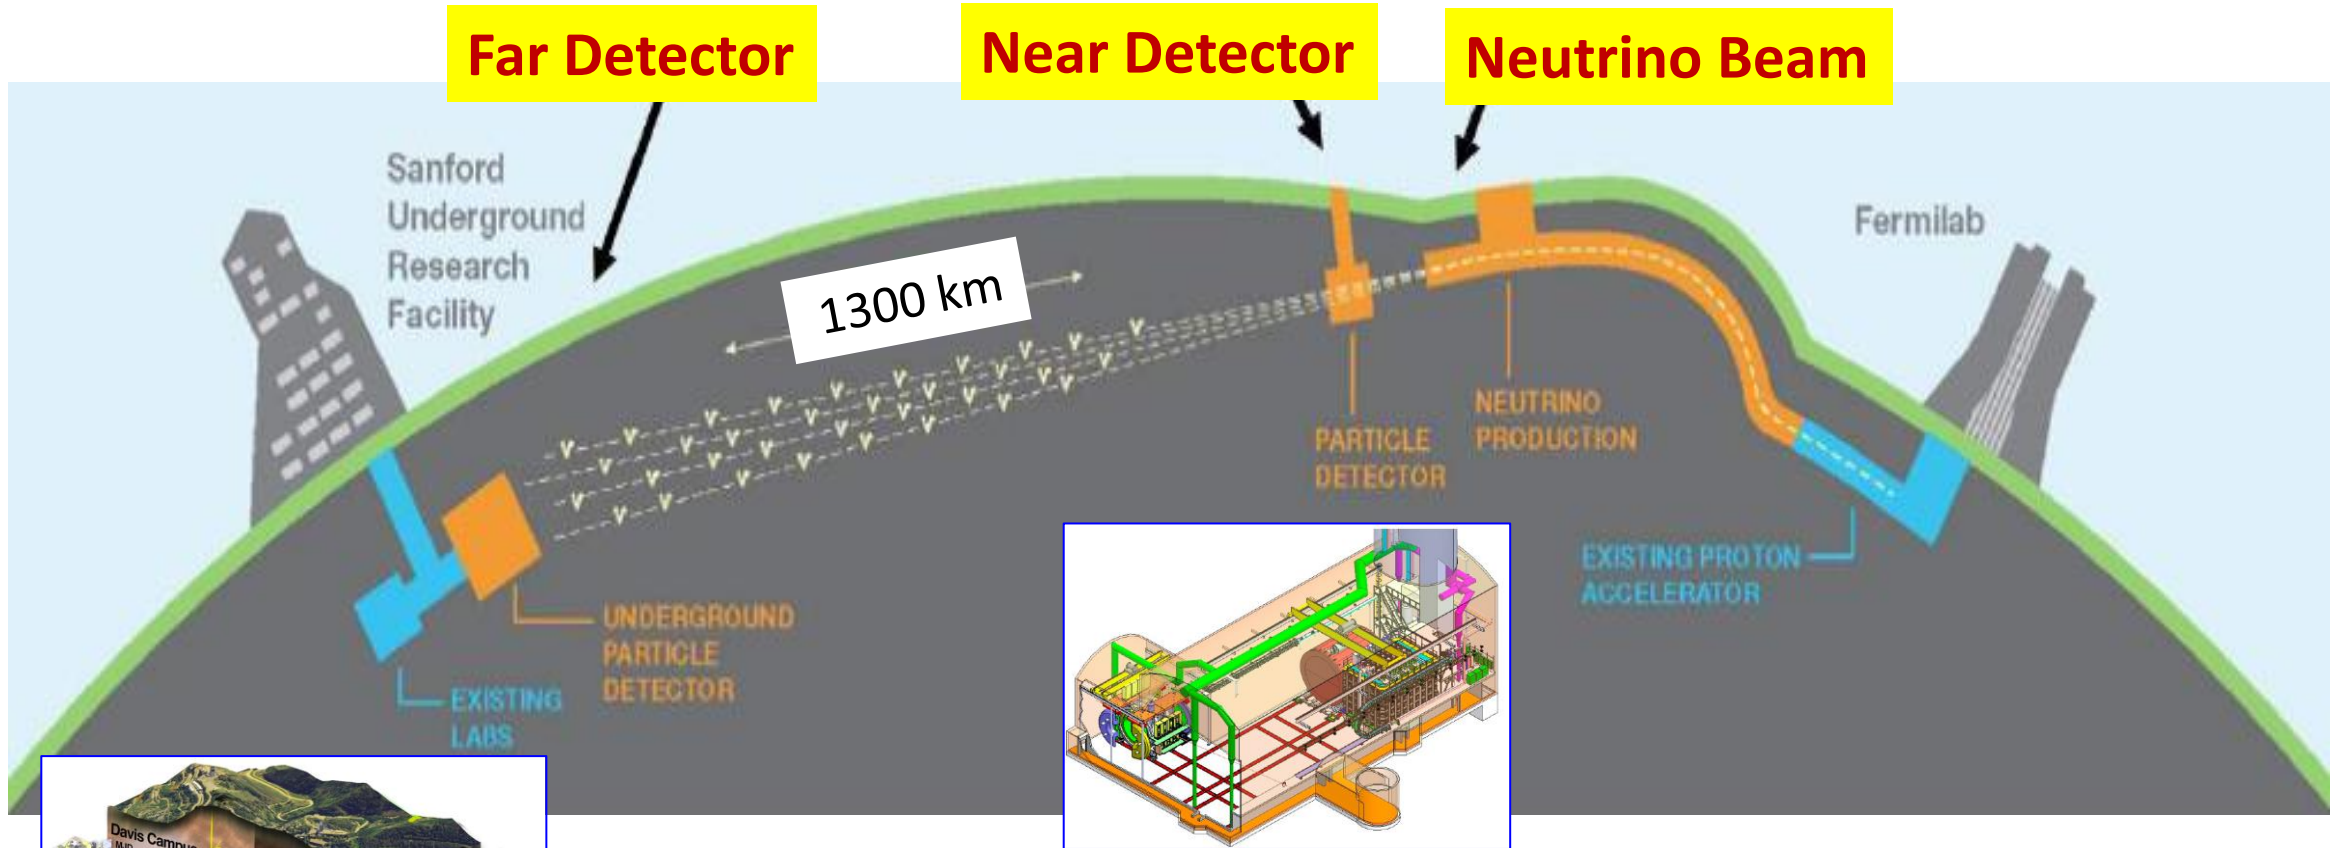 Far Detector
Near Detector
Neutrino Beam
Sanford
Underground
Research
Facility
Fermilab
1300 km
NEUTRINO
PRODUCTION
PARTICLE
DETECTOR
EXISTING PROTON
ACCELERATOR
UNDERGROUND
PARTICLE
DETECTOR
EXISTING
LABS
Davis Campus
MJD